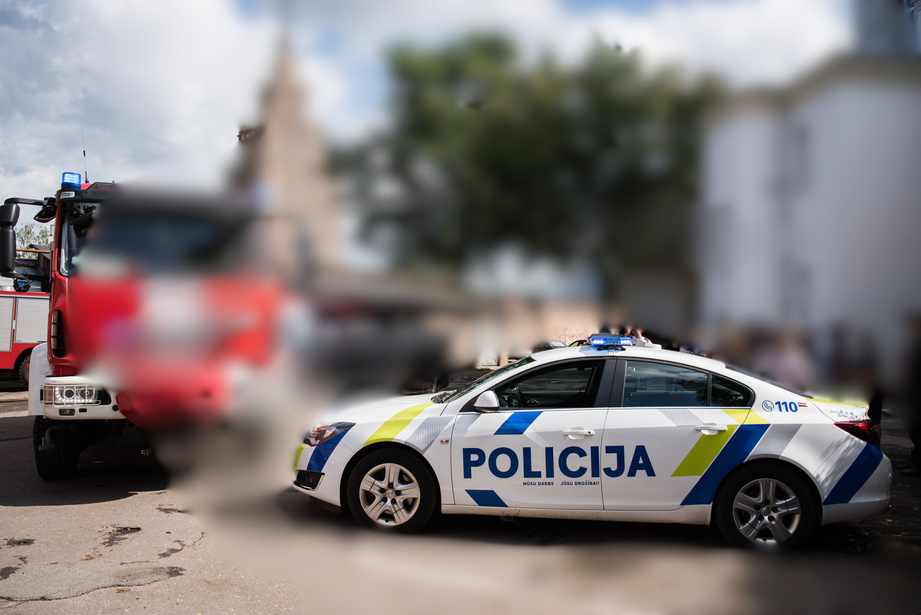 110
POLICIJA
MŪSU DARBS JŪSU DROŠĪBAI!